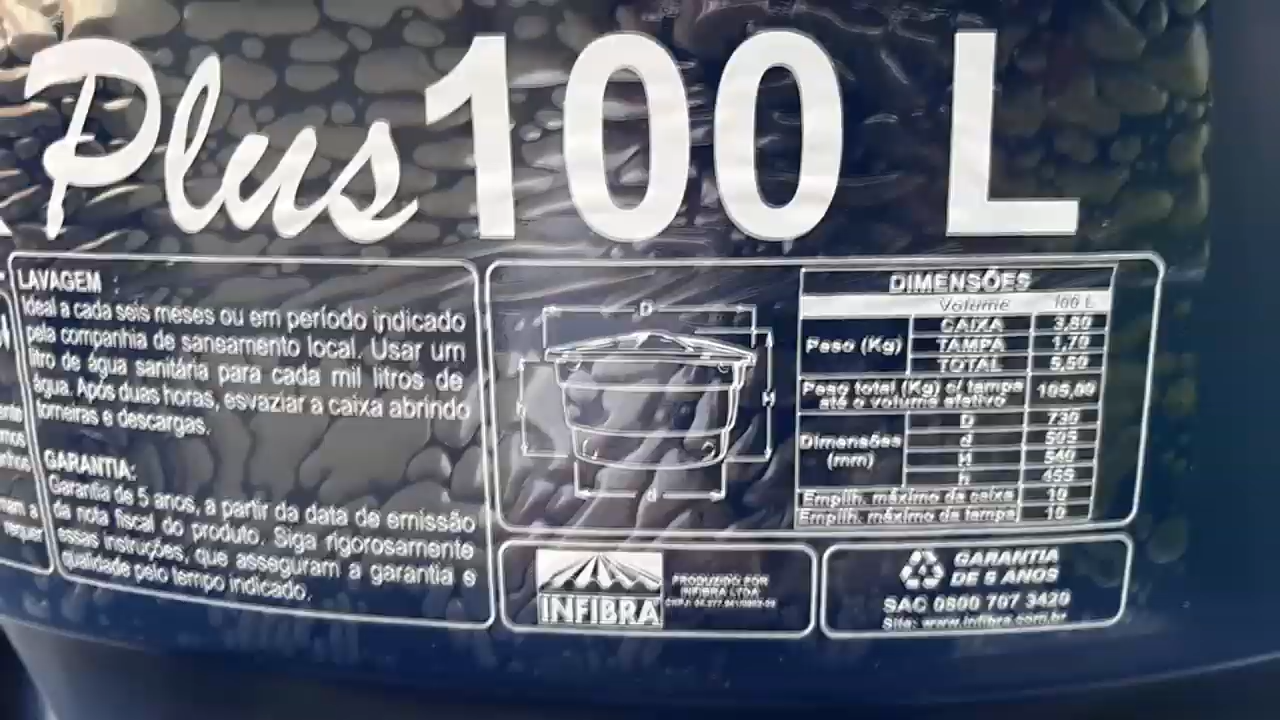 Plus 100 L
LAVAGEM :
Ideal a cada seis meses ou em período indicado
pela companhia de saneamento local. Usar um
litro de água sanitária para cada mil litros de
água. Após duas horas, esvaziar a caixa abrindo
torneiras e descargas.
GARANTIA:
Garantia de 5 anos, a partir da data de emissão
da nota fiscal do produto. Siga rigorosamente
essas instruções, que asseguram a garantia e
qualidade pelo tempo indicado.
D
H
h
d
DIMENSÕES
Volume 100 L
Peso (Kg)
CAIXA 3,80
TAMPA 1,70
TOTAL 5,50
Peso total (Kg) c/ tampa
até o volume efetivo
105,00
Dimensões
(mm)
D 730
d 505
H 540
h 455
Empilh. máximo da caixa 10
Empilh. máximo da tampa 10
INFIBRA
PRODUZIDO POR
INFIBRA LTDA
GARANTIA
DE 5 ANOS
SAC 0800 707 3420
Site: www.infibra.com.br